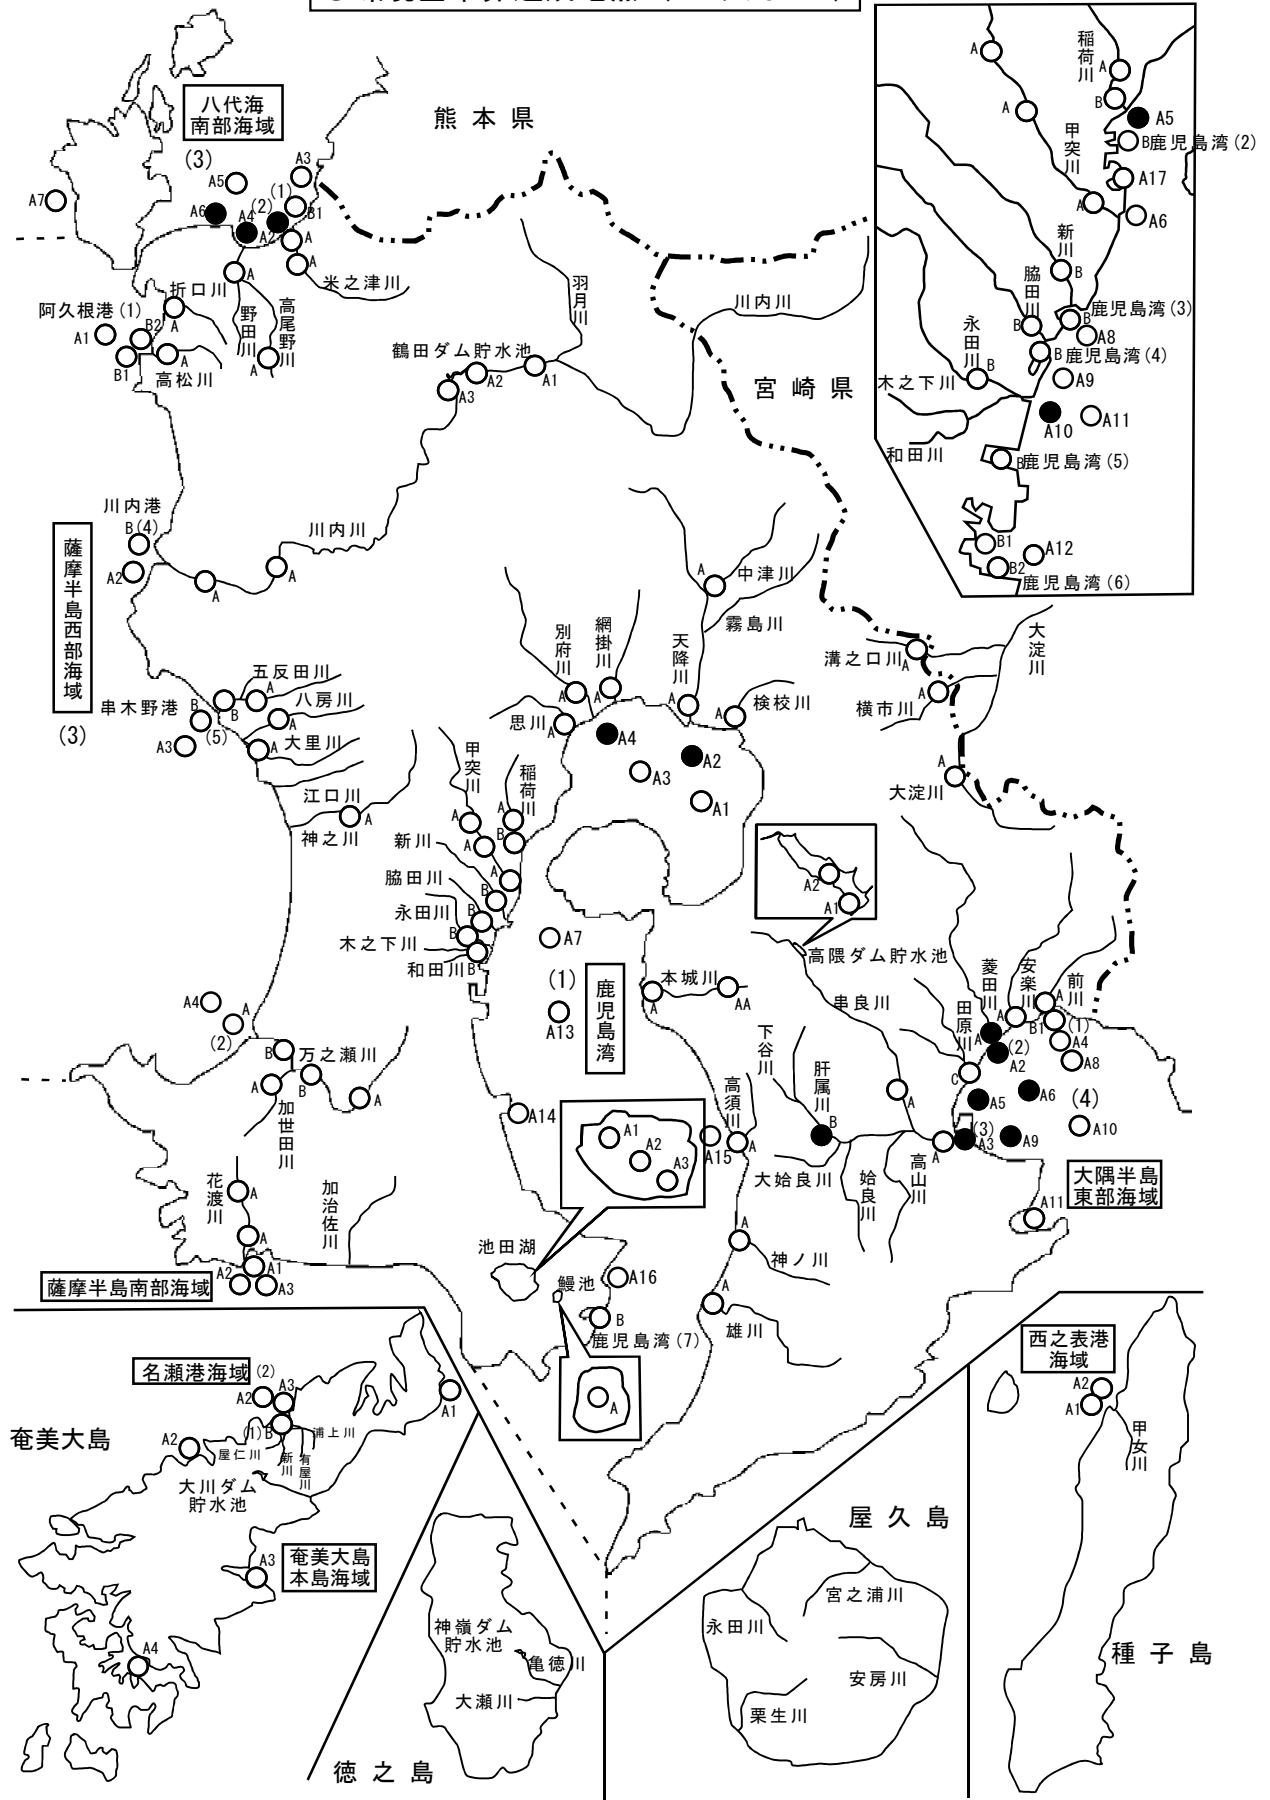 八代海
南部海域
(3)
熊本県
A7
A5
A3
A6
A4
(2)
(1)
A2
B1
A
A
A
米之津川
折口川
A
野田川
高尾野川
A
阿久根港(1)
A1
B2
B1
A
高松川
羽月川
川内川
鶴田ダム貯水池
A3
A2
A1
宮崎県
稲荷川
A
A
B
A5
A
甲突川
B鹿児島湾(2)
A17
A
A6
新川
B
脇田川
B
B
鹿児島湾(3)
A8
永田川
B
B
鹿児島湾(4)
木之下川
A9
A10
A11
和田川
B
鹿児島湾(5)
B1
A12
B2
鹿児島湾(6)
川内港
B(4)
A2
川内川
A
A
薩摩半島西部海域
(3)
A
中津川
霧島川
別府川
A
網掛川
A
天降川
A
検校川
A
思川
A
A4
A2
A3
A1
溝之口川
A
大淀川
横市川
A
大淀川
A
五反田川
A
串木野港
B
B
(5)
A3
八房川
A
大里川
A
江口川
神之川
A
甲突川
A
A
A
稲荷川
A
B
新川
B
脇田川
B
永田川
B
木之下川
和田川
B
A7
(1)
A13
鹿児島湾
本城川
A
AA
A2
A1
高隈ダム貯水池
串良川
A
下谷川
肝属川
B
田原川
C
菱田川
A
安楽川
A
前川
A
B1
(1)
A4
(2)
A2
A8
A5
A6
(4)
(3)
A3
A9
A10
A
大姶良川
姶良川
高山川
大隅半島
東部海域
A11
A4
A
(2)
B
万之瀬川
A
B
A
加世田川
花渡川
A
A
加治佐川
A2
A1
A3
薩摩半島南部海域
A14
A1
A2
A3
A15
高須川
A
池田湖
鰻池
A16
B
鹿児島湾(7)
A
A
神ノ川
A
雄川
名瀬港海域
(2)
A2
A3
(1)
B
A1
奄美大島
A2
屋仁川
新川
有屋川
浦上川
大川ダム
貯水池
A3
奄美大島
本島海域
A4
神嶺ダム
貯水池
亀徳川
大瀬川
徳之島
屋久島
宮之浦川
永田川
安房川
栗生川
西之表港
海域
A2
A1
甲女川
種子島